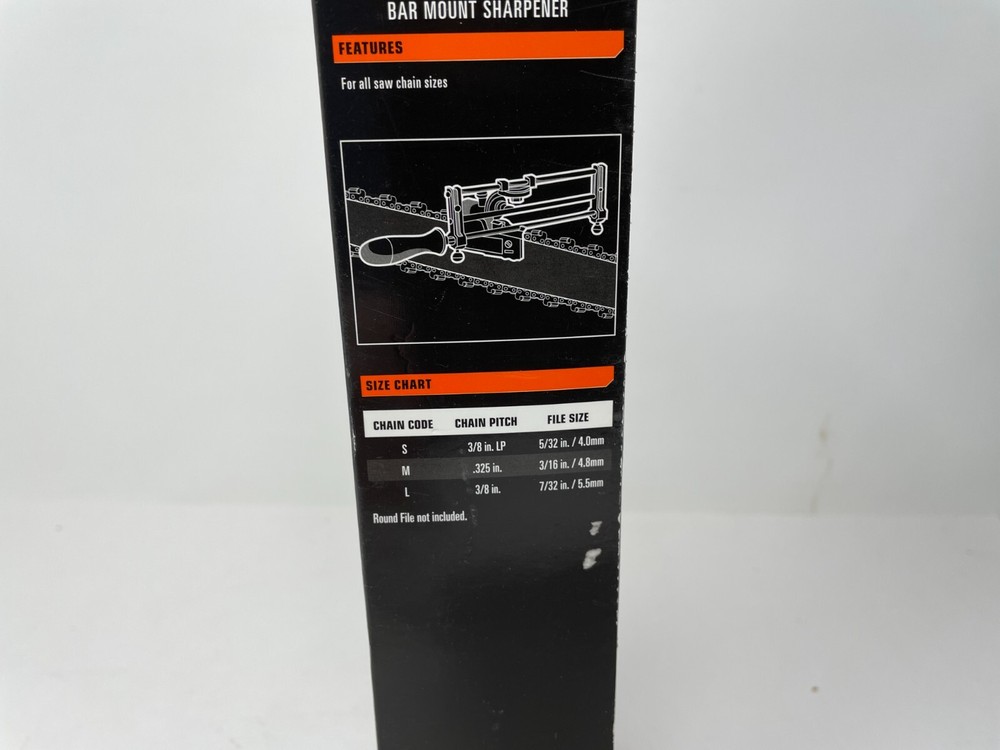 BAR MOUNT SHARPENER
FEATURES
For all saw chain sizes
SIZE CHART
CHAIN CODE CHAIN PITCH FILE SIZE
S 3/8 in. LP 5/32 in. / 4.0mm
M .325 in. 3/16 in. / 4.8mm
L 3/8 in. 7/32 in. / 5.5mm
Round File not included.